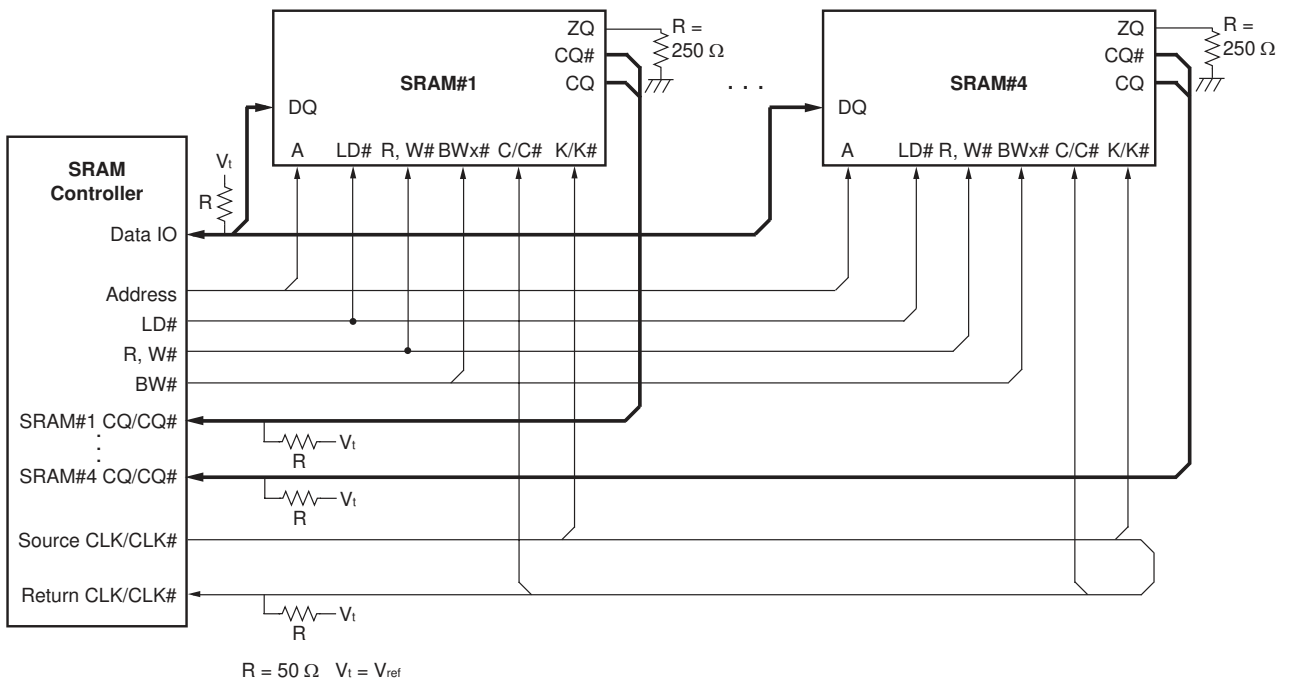 ZQ
R =
250 Ω
CQ#
CQ
SRAM#1
DQ
A LD# R, W# BWx# C/C# K/K#
. . .
ZQ
R =
250 Ω
CQ#
CQ
SRAM#4
DQ
A LD# R, W# BWx# C/C# K/K#
SRAM
Controller
Vt
R
Data IO
Address
LD#
R, W#
BW#
SRAM#1 CQ/CQ#
Vt
R
SRAM#4 CQ/CQ#
Vt
R
Source CLK/CLK#
Return CLK/CLK#
Vt
R
R = 50 Ω Vt = Vref